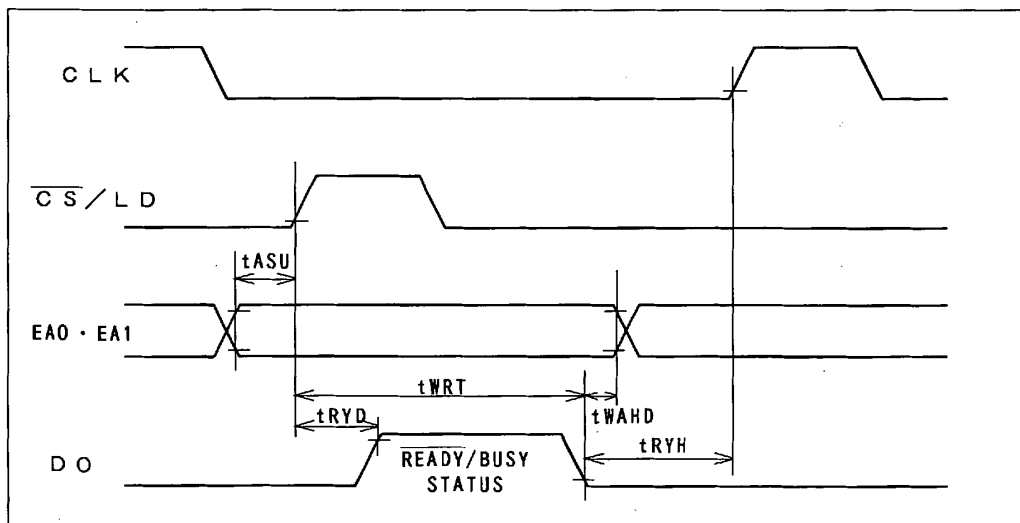 CLK
CS/LD
tASU
EA0・EA1
tWRT
tWAHD
tRYD
tRYH
DO
READY/BUSY
STATUS